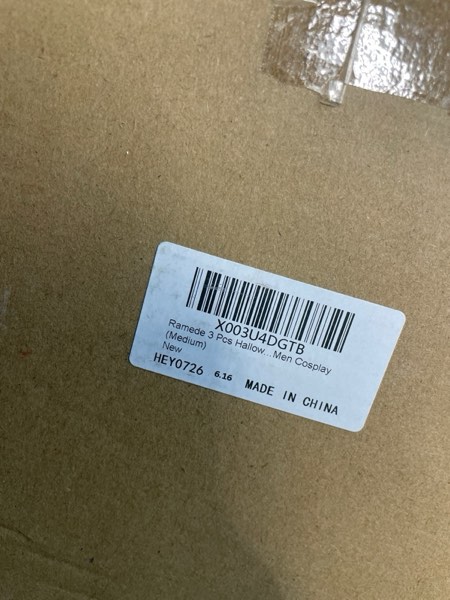 X003U4DGTB
Ramede 3 Pcs Hallow...Men Cosplay
(Medium)
New
HEY0726 6.16 MADE IN CHINA